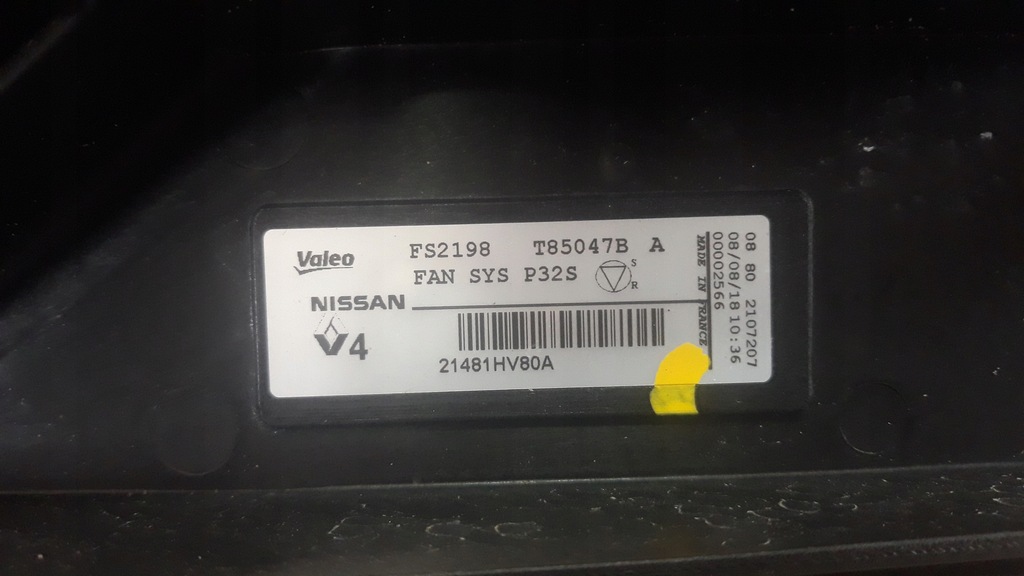 Valeo FS2198 T85047B A
FAN SYS P32S S R
NISSAN
V4
21481HV80A
MADE IN FRANCE
08 80 2107207
08/08/18 10:36
00002566